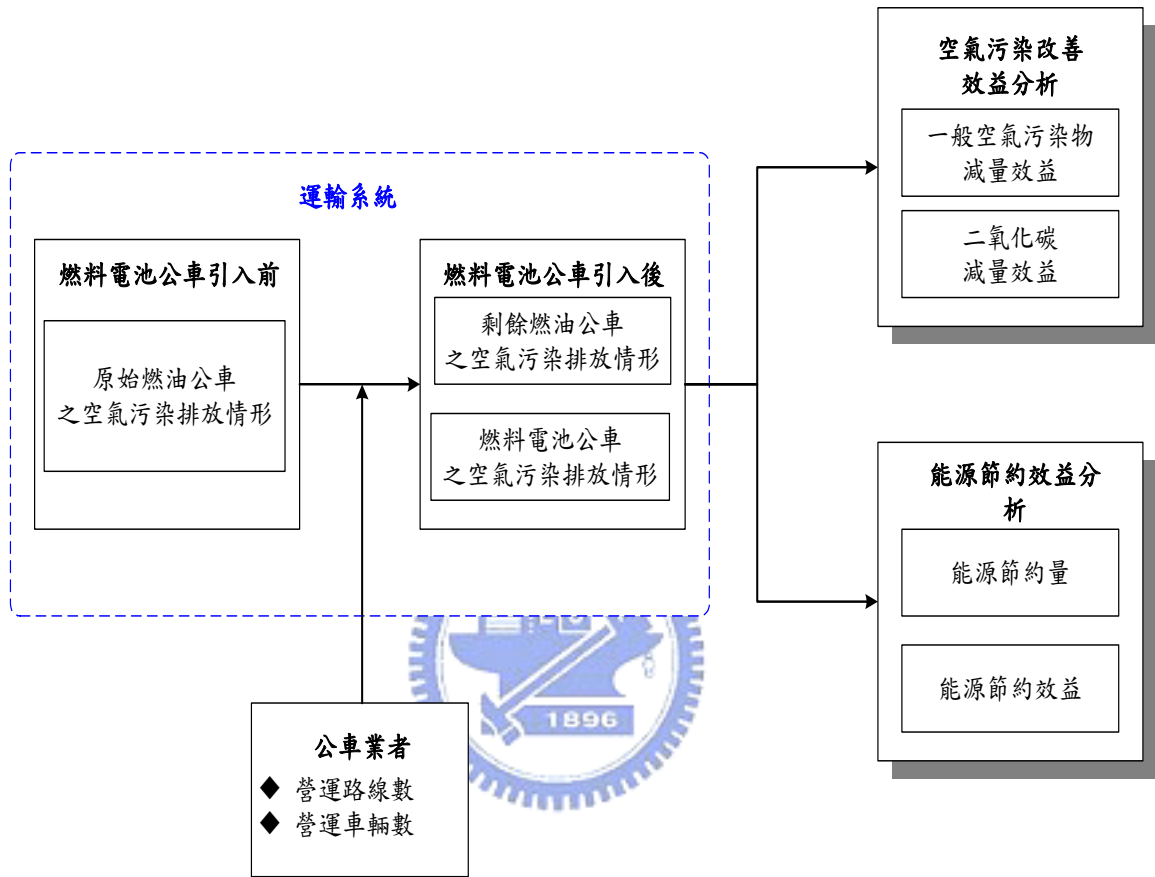 空氣污染改善
效益分析
一般空氣污染物
減量效益
二氧化碳
減量效益
運輸系統
燃料電池公車引入前
原始燃油公車
之空氣污染排放情形
燃料電池公車引入後
剩餘燃油公車
之空氣污染排放情形
燃料電池公車
之空氣污染排放情形
能源節約效益分
析
能源節約量
能源節約效益
1896
公車業者
◆ 營運路線數
◆ 營運車輛數